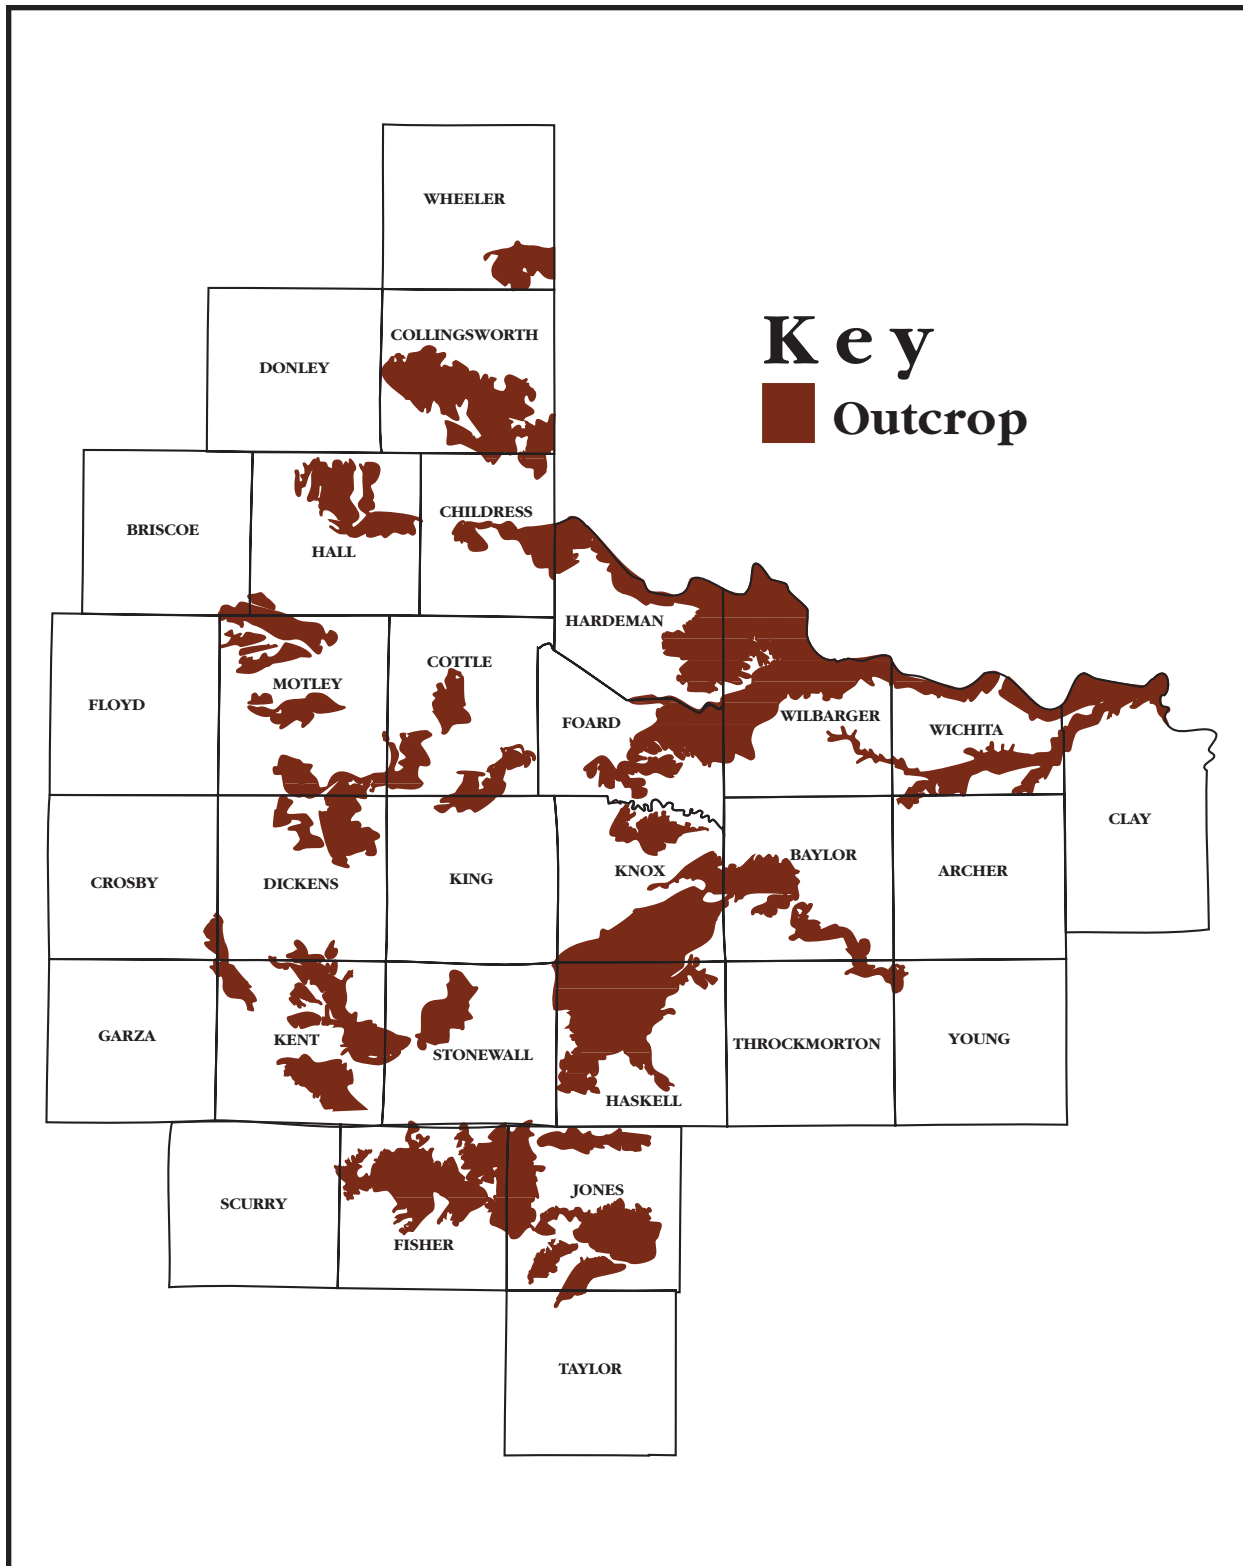 WHEELER
Key
COLLINGSWORTH
DONLEY
Outcrop
CHILDRESS
BRISCOE
HALL
HARDEMAN
COTTLE
MOTLEY
FLOYD
FOARD
WILBARGER
WICHITA
CLAY
BAYLOR
KNOX
ARCHER
KING
CROSBY
DICKENS
GARZA
KENT
YOUNG
THROCKMORTON
STONEWALL
HASKELL
JONES
SCURRY
FISHER
TAYLOR